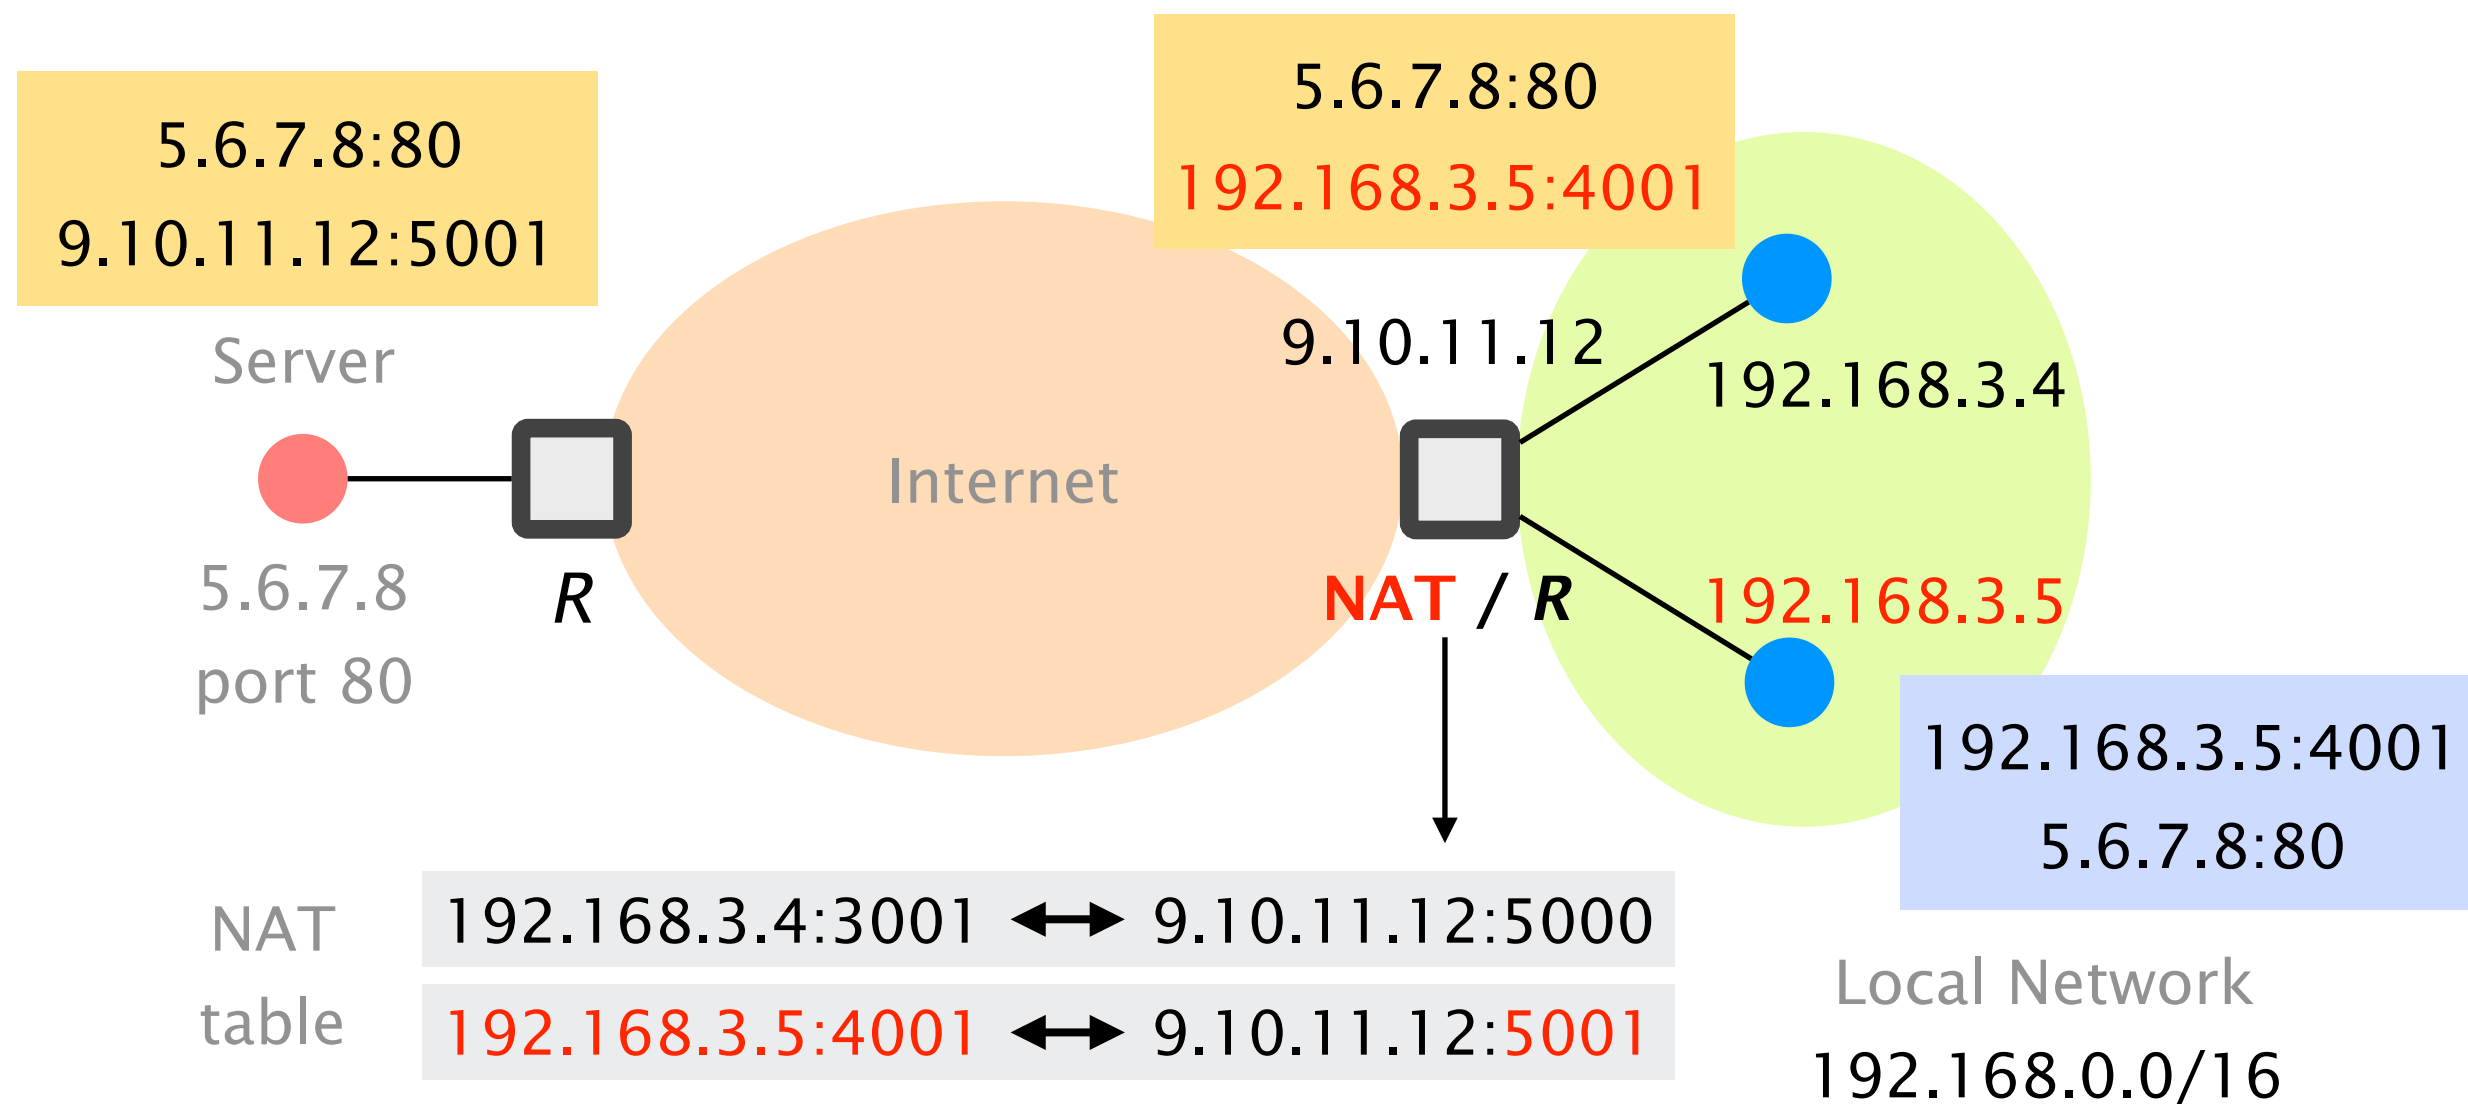 5.6.7.8:80
9.10.11.12:5001
5.6.7.8:80
192.168.3.5:4001
Server
9.10.11.12
192.168.3.4
Internet
5.6.7.8
port 80
R
NAT / R
192.168.3.5
192.168.3.5:4001
5.6.7.8:80
NAT
table
192.168.3.4:3001 ↔ 9.10.11.12:5000
192.168.3.5:4001 ↔ 9.10.11.12:5001
Local Network
192.168.0.0/16